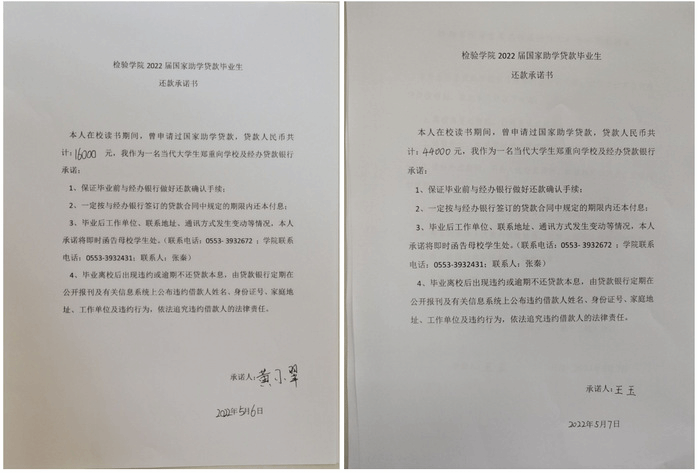 检验学院 2022 届国家助学贷款毕业生
还款承诺书
本人在校读书期间，曾申请过国家助学贷款，贷款人民币共
计：16000 元，我作为一名当代大学生郑重向学校及经办贷款银行
承诺：
1、保证毕业前与经办银行做好还款确认手续；
2、一定按与经办银行签订的贷款合同中规定的期限内还本付息；
3、毕业后工作单位、联系地址、通讯方式发生变动等情况，本人
承诺将即时函告母校学生处。（联系电话：0553- 3932672 ；学院联系
电话：0553-3932431；联系人：张秦）
4、毕业离校后出现违约或逾期不还贷款本息，由贷款银行定期在
公开报刊及有关信息系统上公布违约借款人姓名、身份证号、家庭地
址、工作单位及违约行为，依法追究违约借款人的法律责任。
承诺人：黄小翠
2022年5月6日
检验学院 2022 届国家助学贷款毕业生
还款承诺书
本人在校读书期间，曾申请过国家助学贷款，贷款人民币共
计：44000元，我作为一名当代大学生郑重向学校及经办贷款银行
承诺：
1、保证毕业前与经办银行做好还款确认手续；
2、一定按与经办银行签订的贷款合同中规定的期限内还本付息；
3、毕业后工作单位、联系地址、通讯方式发生变动等情况，本人
承诺将即时函告母校学生处。（联系电话：0553- 3932672 ；学院联系
电话：0553-3932431；联系人：张秦）
4、毕业离校后出现违约或逾期不还贷款本息，由贷款银行定期在
公开报刊及有关信息系统上公布违约借款人姓名、身份证号、家庭地
址、工作单位及违约行为，依法追究违约借款人的法律责任。
承诺人：王玉
2022年5月7日